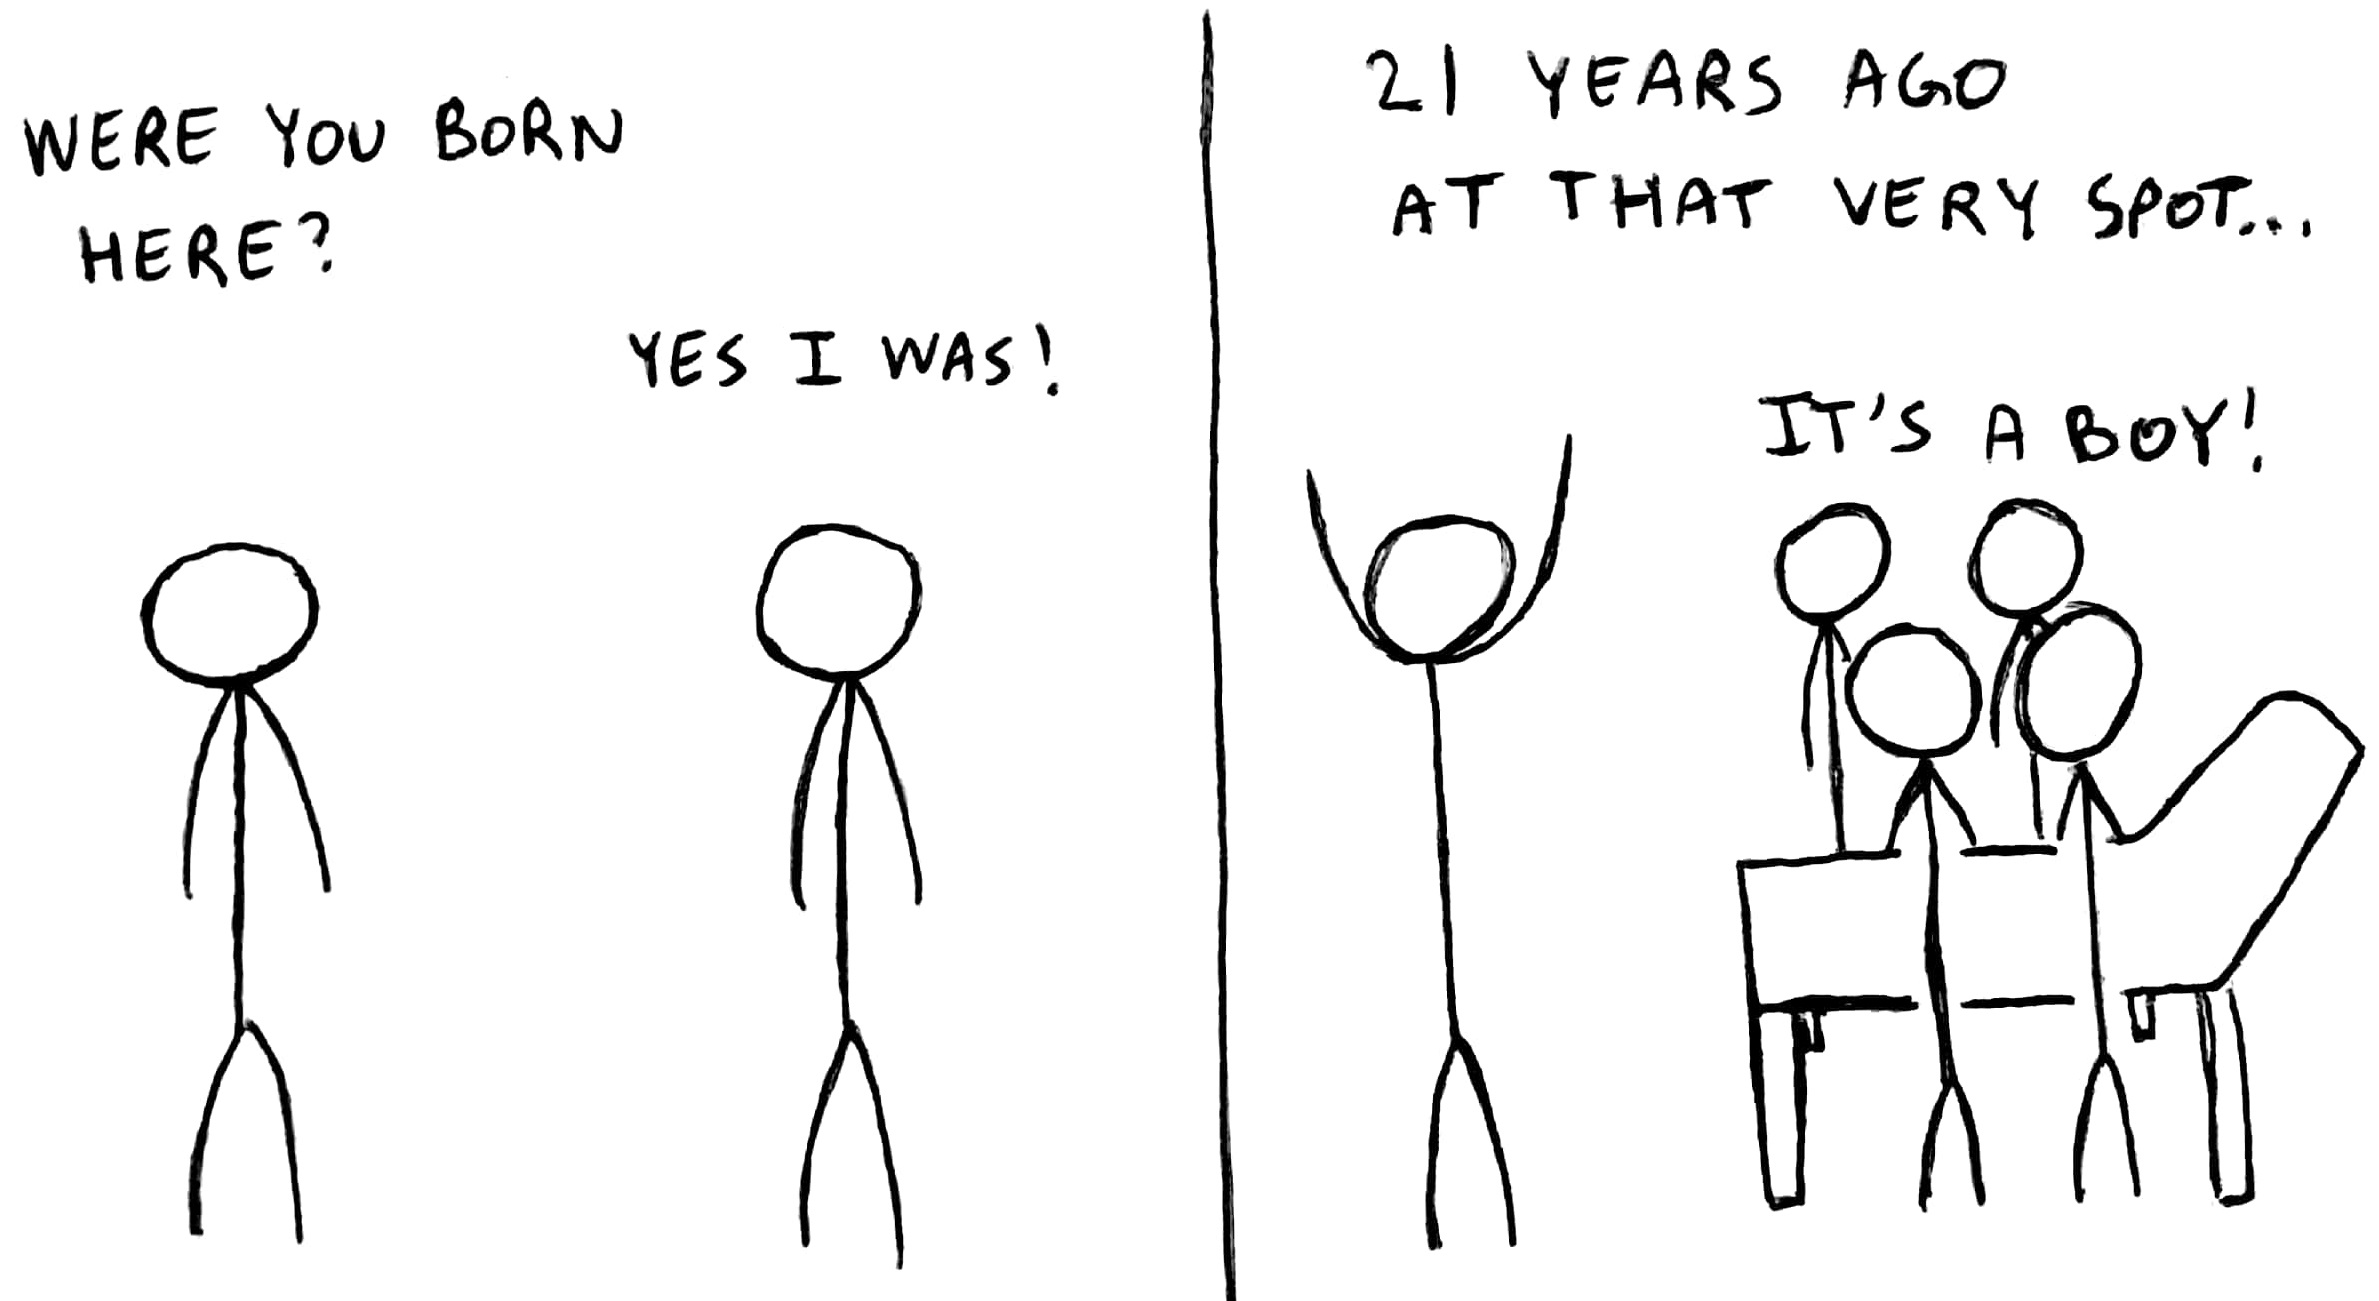 WERE YOU BORN
HERE?
YES I WAS!
21 YEARS AGO
AT THAT VERY SPOT...
IT'S A BOY!